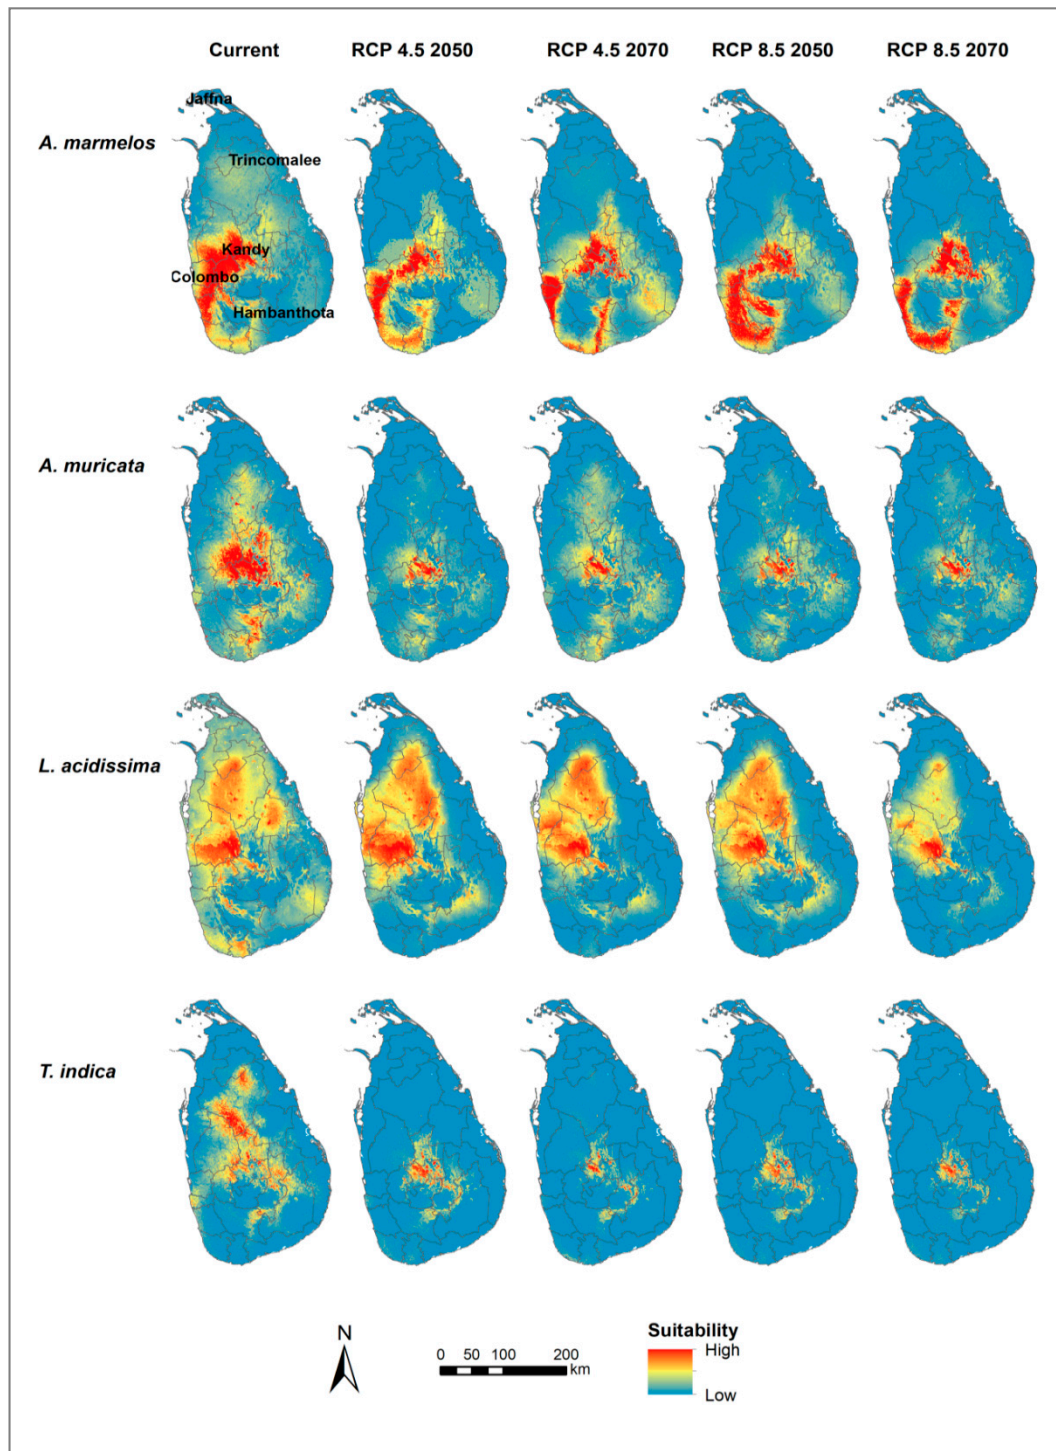 Current RCP 4.5 2050 RCP 4.5 2070 RCP 8.5 2050 RCP 8.5 2070
Jaffna
A. marmelos
Trincomalee
Kandy
Colombo
Hambanthota
A. muricata
L. acidissima
T. indica
N
0 50 100 200
km
Suitability
High
Low